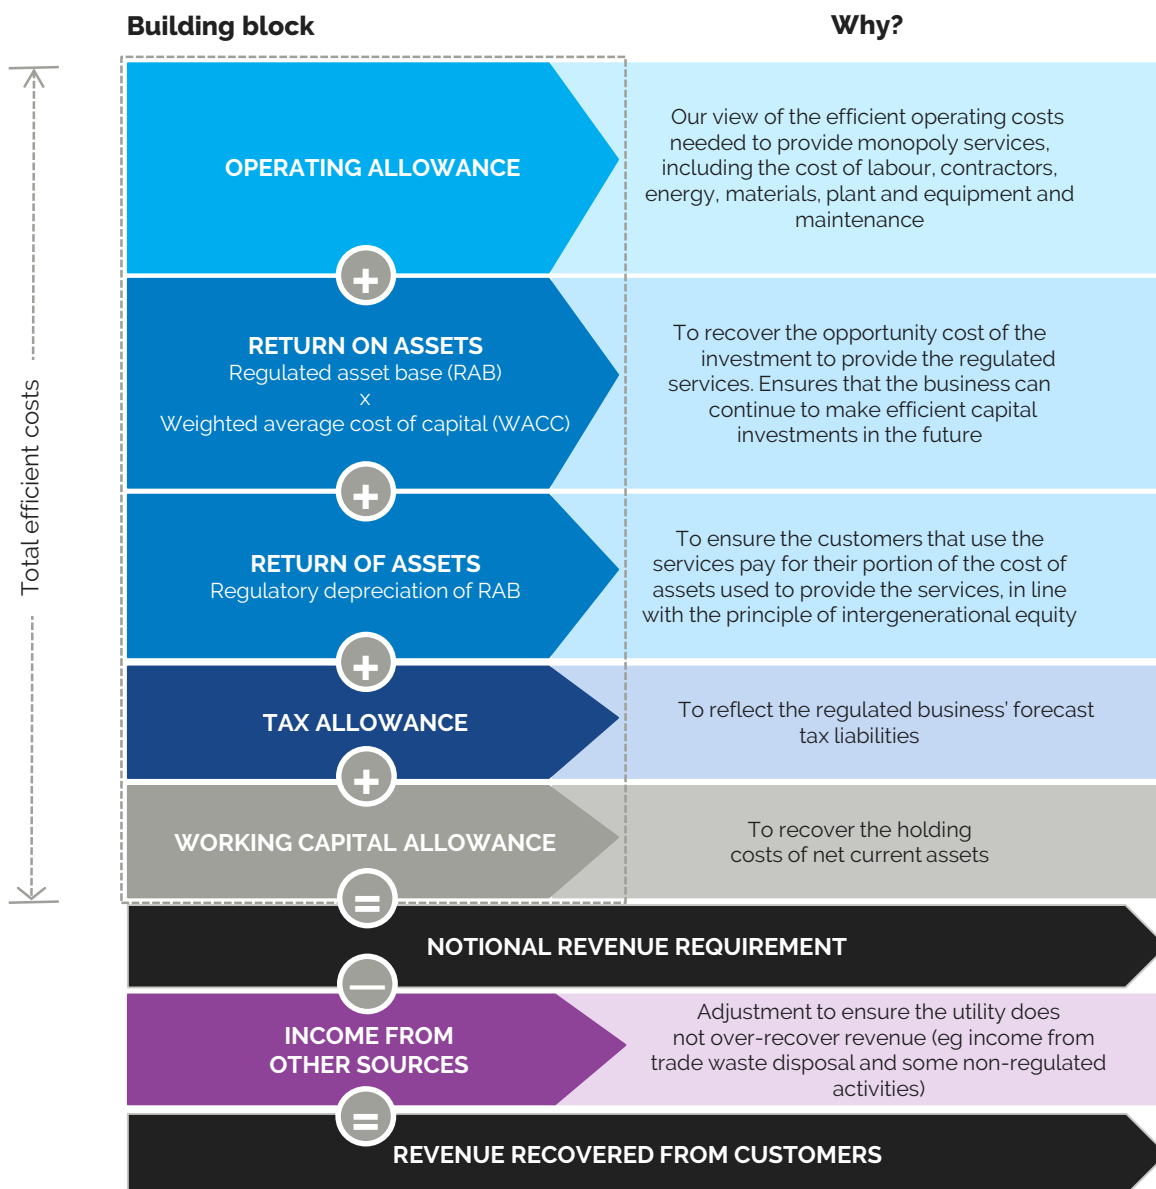 Building block
Why?
Total efficient costs
OPERATING ALLOWANCE
Our view of the efficient operating costs
needed to provide monopoly services,
including the cost of labour, contractors,
energy, materials, plant and equipment and
maintenance
+
RETURN ON ASSETS
Regulated asset base (RAB)
x
Weighted average cost of capital (WACC)
To recover the opportunity cost of the
investment to provide the regulated
services. Ensures that the business can
continue to make efficient capital
investments in the future
+
RETURN OF ASSETS
Regulatory depreciation of RAB
To ensure the customers that use the
services pay for their portion of the cost of
assets used to provide the services, in line
with the principle of intergenerational equity
+
TAX ALLOWANCE
To reflect the regulated business’ forecast
tax liabilities
+
WORKING CAPITAL ALLOWANCE
To recover the holding
costs of net current assets
=
NOTIONAL REVENUE REQUIREMENT
—
INCOME FROM
OTHER SOURCES
Adjustment to ensure the utility does
not over-recover revenue (eg income from
trade waste disposal and some non-regulated
activities)
=
REVENUE RECOVERED FROM CUSTOMERS